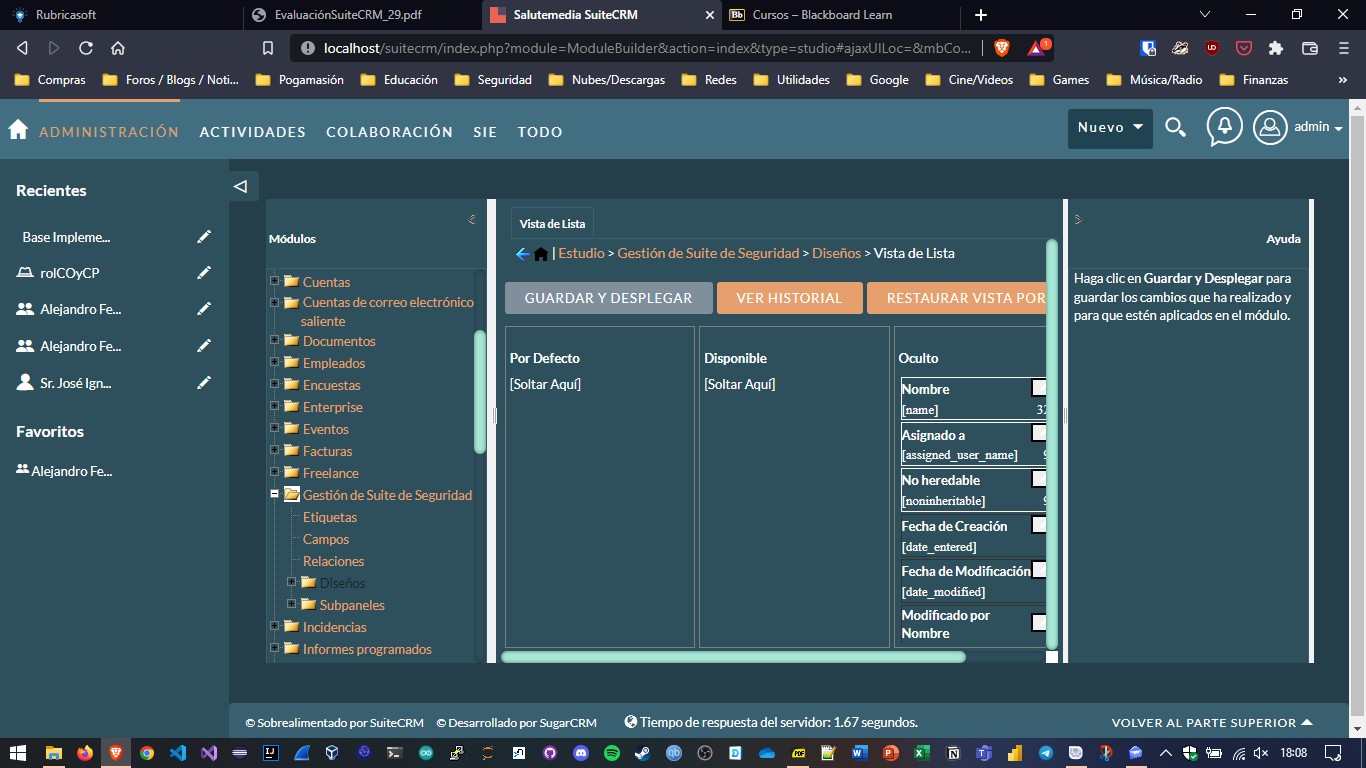 Rubricasoft
EvaluaciónSuiteCRM_29.pdf
Salutemedia SuiteCRM
Bb
Cursos – Blackboard Learn
localhost/suitecrm/index.php?module=ModuleBuilder&action=index&type=studio#ajaxUILoc=&mbCo...
1
Compras
Foros / Blogs / Noti...
Pogamasión
Educación
Seguridad
Nubes/Descargas
Redes
Utilidades
Google
Cine/Videos
Games
Música/Radio
Finanzas
»
ADMINISTRACIÓN
ACTIVIDADES
COLABORACIÓN
SIE
TODO
Nuevo
admin
Recientes
Base Impleme...
rolCOyCP
Alejandro Fe...
Alejandro Fe...
Sr. José Ign...
Favoritos
Alejandro Fe...
Módulos
Cuentas
Cuentas de correo electrónico
saliente
Documentos
Empleados
Encuestas
Enterprise
Eventos
Facturas
Freelance
Gestión de Suite de Seguridad
Etiquetas
Campos
Relaciones
Diseños
Subpaneles
Incidencias
Informes programados
Vista de Lista
| Estudio > Gestión de Suite de Seguridad > Diseños > Vista de Lista
GUARDAR Y DESPLEGAR
VER HISTORIAL
RESTAURAR VISTA POR
Por Defecto
[Soltar Aquí]
Disponible
[Soltar Aquí]
Oculto
Nombre
[name]
32
Asignado a
[assigned_user_name]
9
No heredable
[noninheritable]
9
Fecha de Creación
[date_entered]
Fecha de Modificación
[date_modified]
Modificado por
Nombre
Ayuda
Haga clic en Guardar y Desplegar para
guardar los cambios que ha realizado y
para que estén aplicados en el módulo.
© Sobrealimentado por SuiteCRM
© Desarrollado por SugarCRM
Tiempo de respuesta del servidor: 1.67 segundos.
VOLVER AL PARTE SUPERIOR
18:08